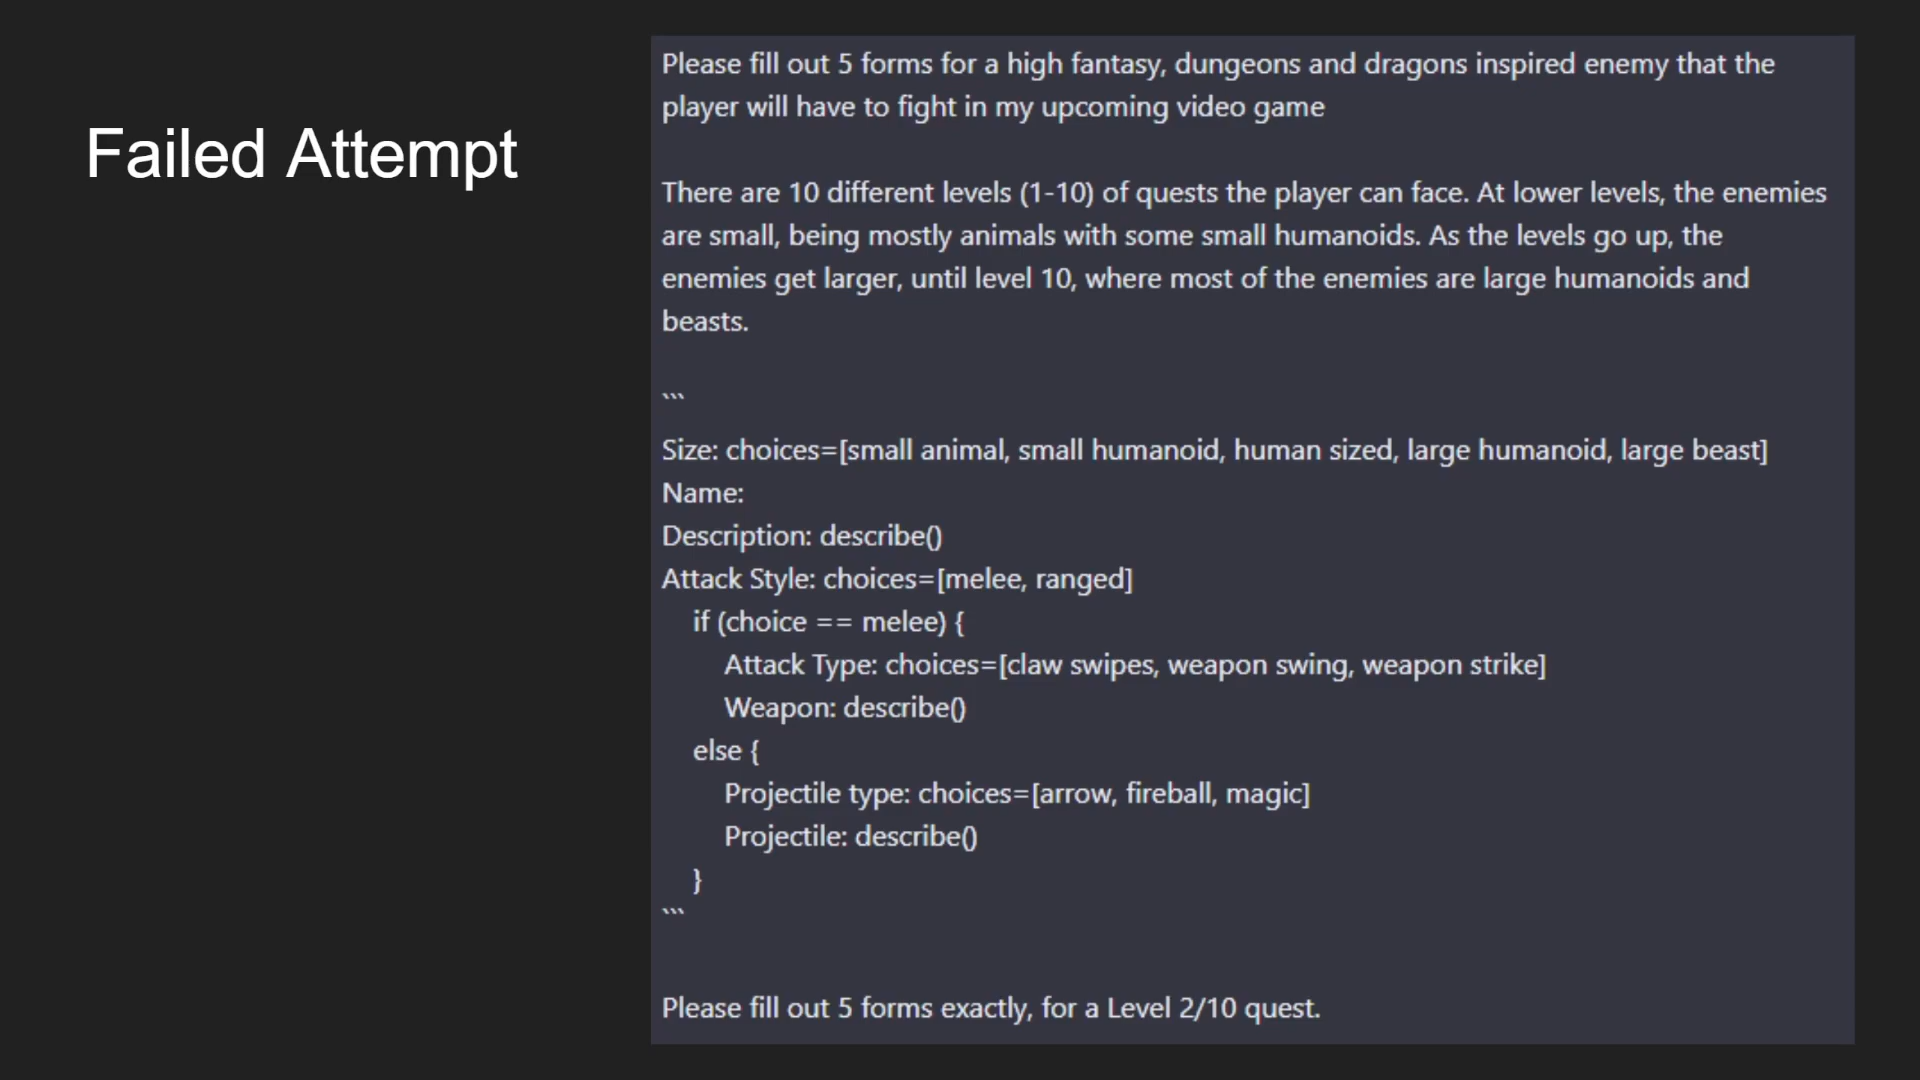 Failed Attempt
Please fill out 5 forms for a high fantasy, dungeons and dragons inspired enemy that the
player will have to fight in my upcoming video game
There are 10 different levels (1-10) of quests the player can face. At lower levels, the enemies
are small, being mostly animals with some small humanoids. As the levels go up, the
enemies get larger, until level 10, where most of the enemies are large humanoids and
beasts.
```
Size: choices=[small animal, small humanoid, human sized, large humanoid, large beast]
Name:
Description: describe()
Attack Style: choices=[melee, ranged]
if (choice == melee) {
Attack Type: choices=[claw swipes, weapon swing, weapon strike]
Weapon: describe()
else {
Projectile type: choices=[arrow, fireball, magic]
Projectile: describe()
}
```
Please fill out 5 forms exactly, for a Level 2/10 quest.